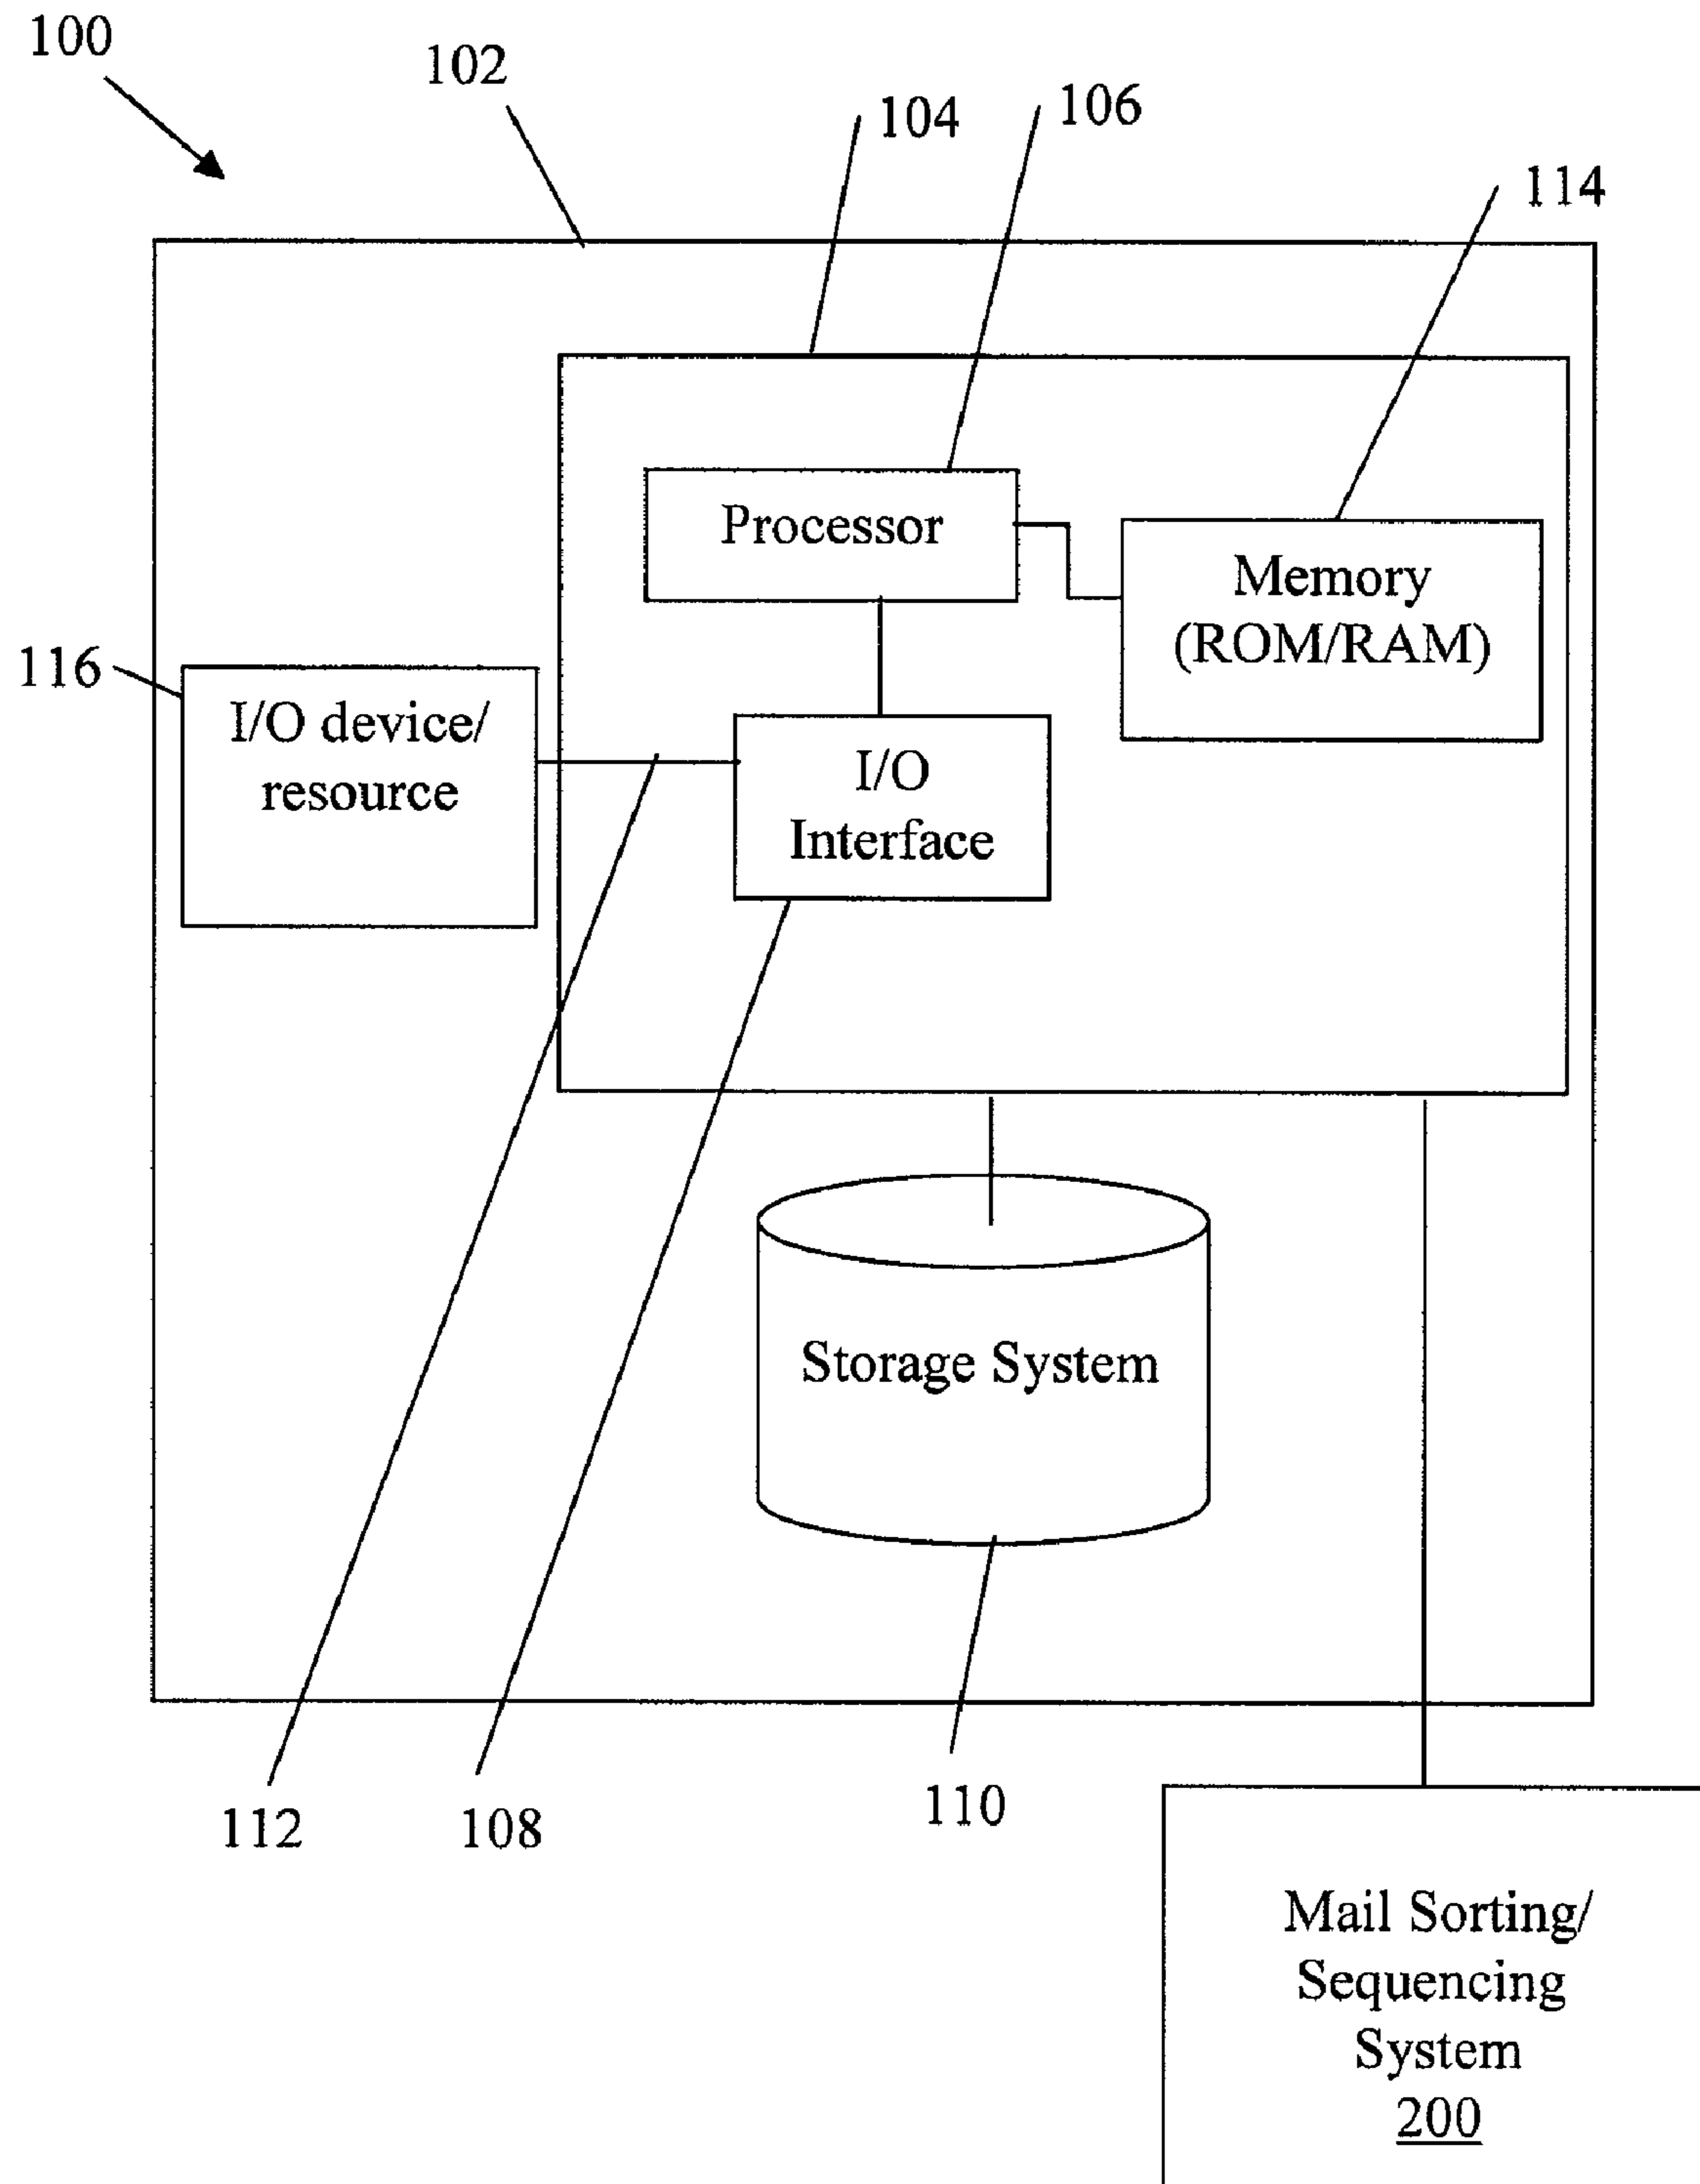 100
102
104
106
114
Processor
Memory
(ROM/RAM)
116
I/O device/
resource
I/O
Interface
Storage System
112
108
110
Mail Sorting/
Sequencing
System
200